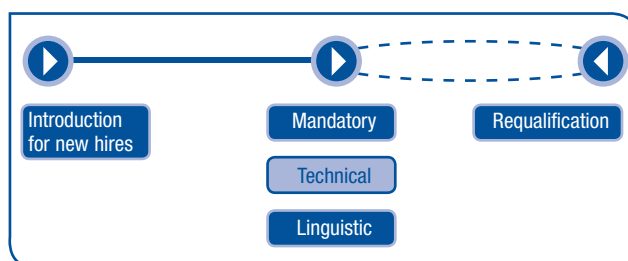 Introduction
for new hires
Mandatory
Requalification
Technical
Linguistic